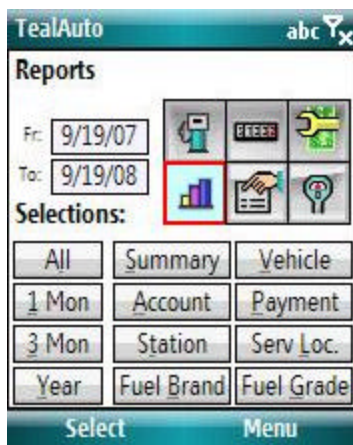 TealAuto abc
Reports
Fr: 9/19/07
To: 9/19/08
Selections:
All Summary Vehicle
1 Mon Account Payment
3 Mon Station Serv Loc.
Year Fuel Brand Fuel Grade
Select Menu